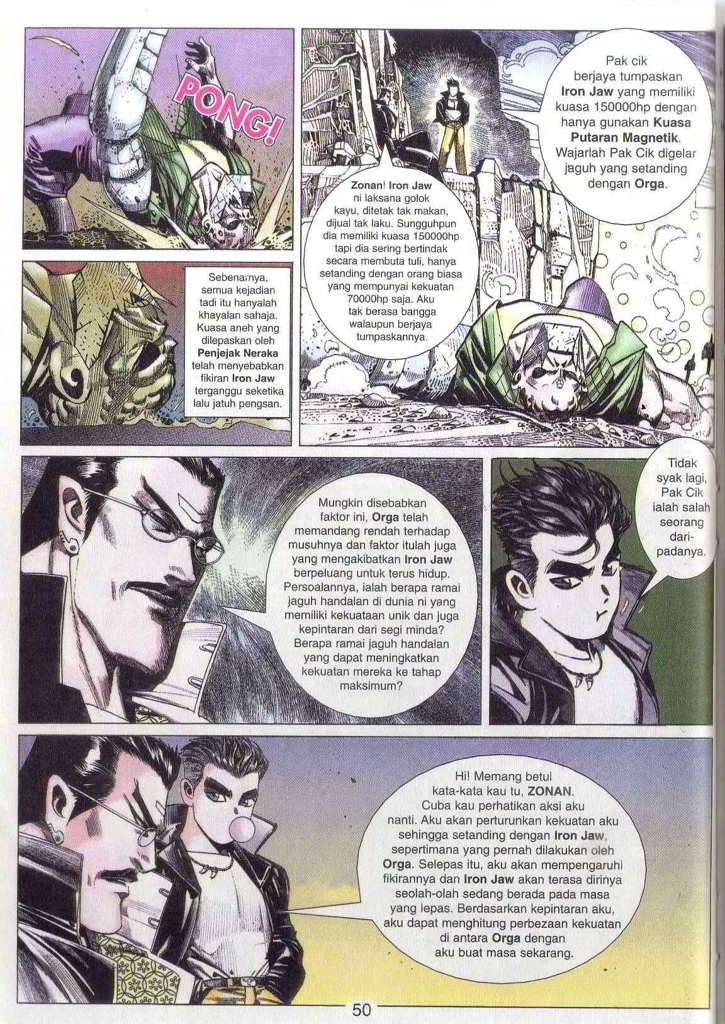 PONG!
Pak cik
berjaya tumpaskan
Iron Jaw yang memiliki
kuasa 150000hp dengan
hanya gunakan Kuasa
Putaran Magnetik.
Wajarlah Pak Cik digelar
jaguh yang setanding
dengan Orga.
Zonan! Iron Jaw
ni laksana golok
kayu, ditetak tak makan,
dijual tak laku. Sungguhpun
dia memiliki kuasa 150000hp
tapi dia sering bertindak
secara membuta tuli, hanya
setanding dengan orang biasa
yang mempunyai kekuatan
70000hp saja. Aku
tak berasa bangga
walaupun berjaya
tumpaskannya.
Sebenarnya,
semua kejadian
tadi itu hanyalah
khayalan sahaja.
Kuasa aneh yang
dilepaskan oleh
Penjejak Neraka
telah menyebabkan
fikiran Iron Jaw
terganggu seketika
lalu jatuh pengsan.
Mungkin disebabkan
faktor ini, Orga telah
memandang rendah terhadap
musuhnya dan faktor itulah juga
yang mengakibatkan Iron Jaw
berpeluang untuk terus hidup.
Persoalannya, ialah berapa ramai
jaguh handalan di dunia ni yang
memiliki kekuataan unik dan juga
kepintaran dari segi minda?
Berapa ramai jaguh handalan
yang dapat meningkatkan
kekuatan mereka ke tahap
maksimum?
Tidak
syak lagi,
Pak Cik
ialah salah
seorang
dari-
padanya.
Hi! Memang betul
kata-kata kau tu, ZONAN.
Cuba kau perhatikan aksi aku
nanti. Aku akan perturunkan kekuatan aku
sehingga setanding dengan Iron Jaw,
sepertimana yang pernah dilakukan oleh
Orga. Selepas itu, aku akan mempengaruhi
fikirannya dan Iron Jaw akan terasa dirinya
seolah-olah sedang berada pada masa
yang lepas. Berdasarkan kepintaran aku,
aku dapat menghitung perbezaan kekuatan
di antara Orga dengan
aku buat masa sekarang.
50